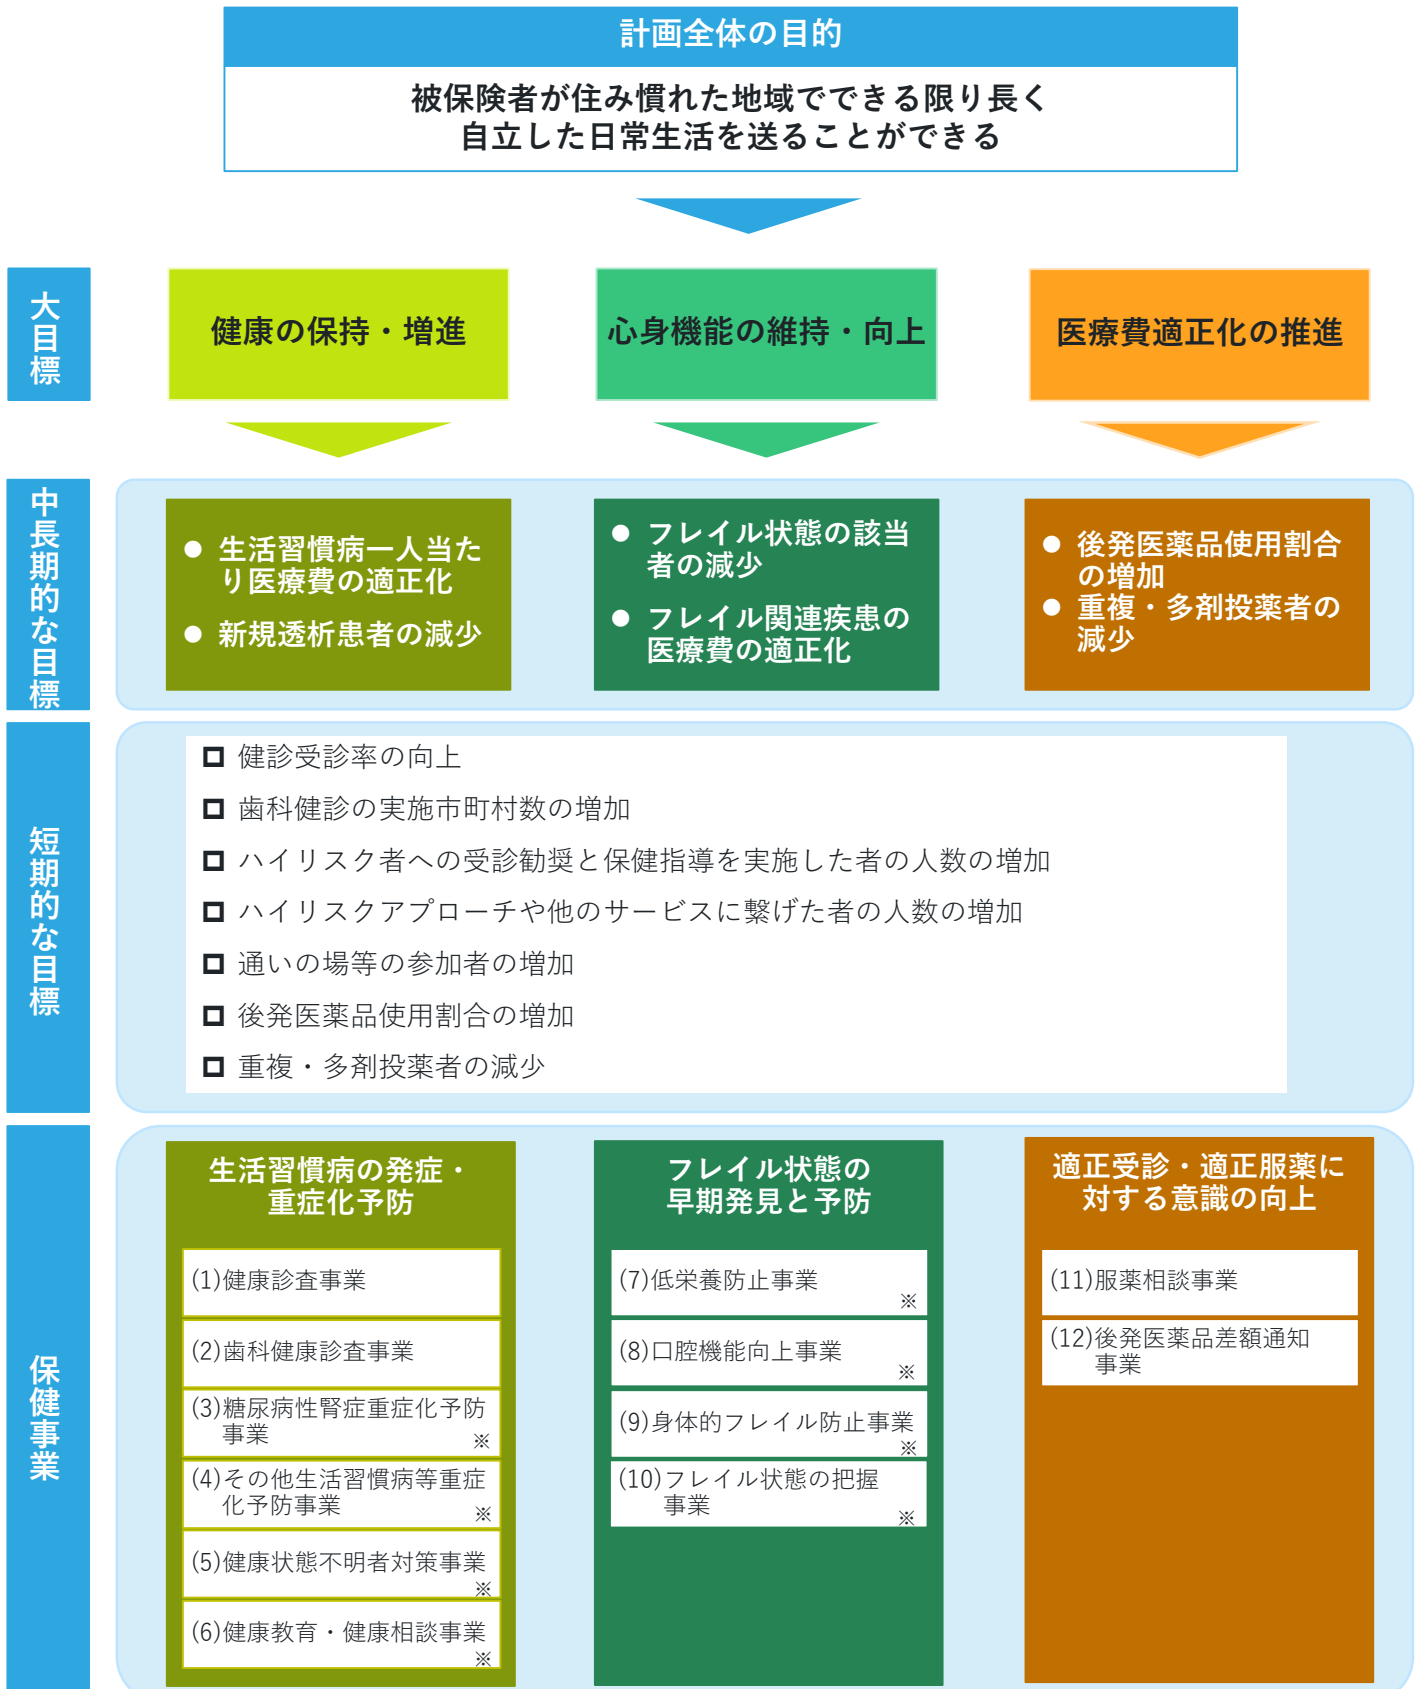 計画全体の目的
被保険者が住み慣れた地域でできる限り長く
自立した日常生活を送ることができる
大目標
健康の保持・増進
心身機能の維持・向上
医療費適正化の推進
中長期的な目標
● 生活習慣病一人当た
り医療費の適正化
● 新規透析患者の減少
● フレイル状態の該当
者の減少
● フレイル関連疾患の
医療費の適正化
● 後発医薬品使用割合
の増加
● 重複・多剤投薬者の
減少
短期的な目標
健診受診率の向上
歯科健診の実施市町村数の増加
ハイリスク者への受診勧奨と保健指導を実施した者の人数の増加
ハイリスクアプローチや他のサービスに繋げた者の人数の増加
通いの場等の参加者の増加
後発医薬品使用割合の増加
重複・多剤投薬者の減少
保健事業
生活習慣病の発症・
重症化予防
(1)健康診査事業
(2)歯科健康診査事業
(3)糖尿病性腎症重症化予防
事業 ※
(4)その他生活習慣病等重症
化予防事業 ※
(5)健康状態不明者対策事業
※
(6)健康教育・健康相談事業
※
フレイル状態の
早期発見と予防
(7)低栄養防止事業
※
(8)口腔機能向上事業
※
(9)身体的フレイル防止事業
※
(10)フレイル状態の把握
事業 ※
適正受診・適正服薬に
対する意識の向上
(11)服薬相談事業
(12)後発医薬品差額通知
事業